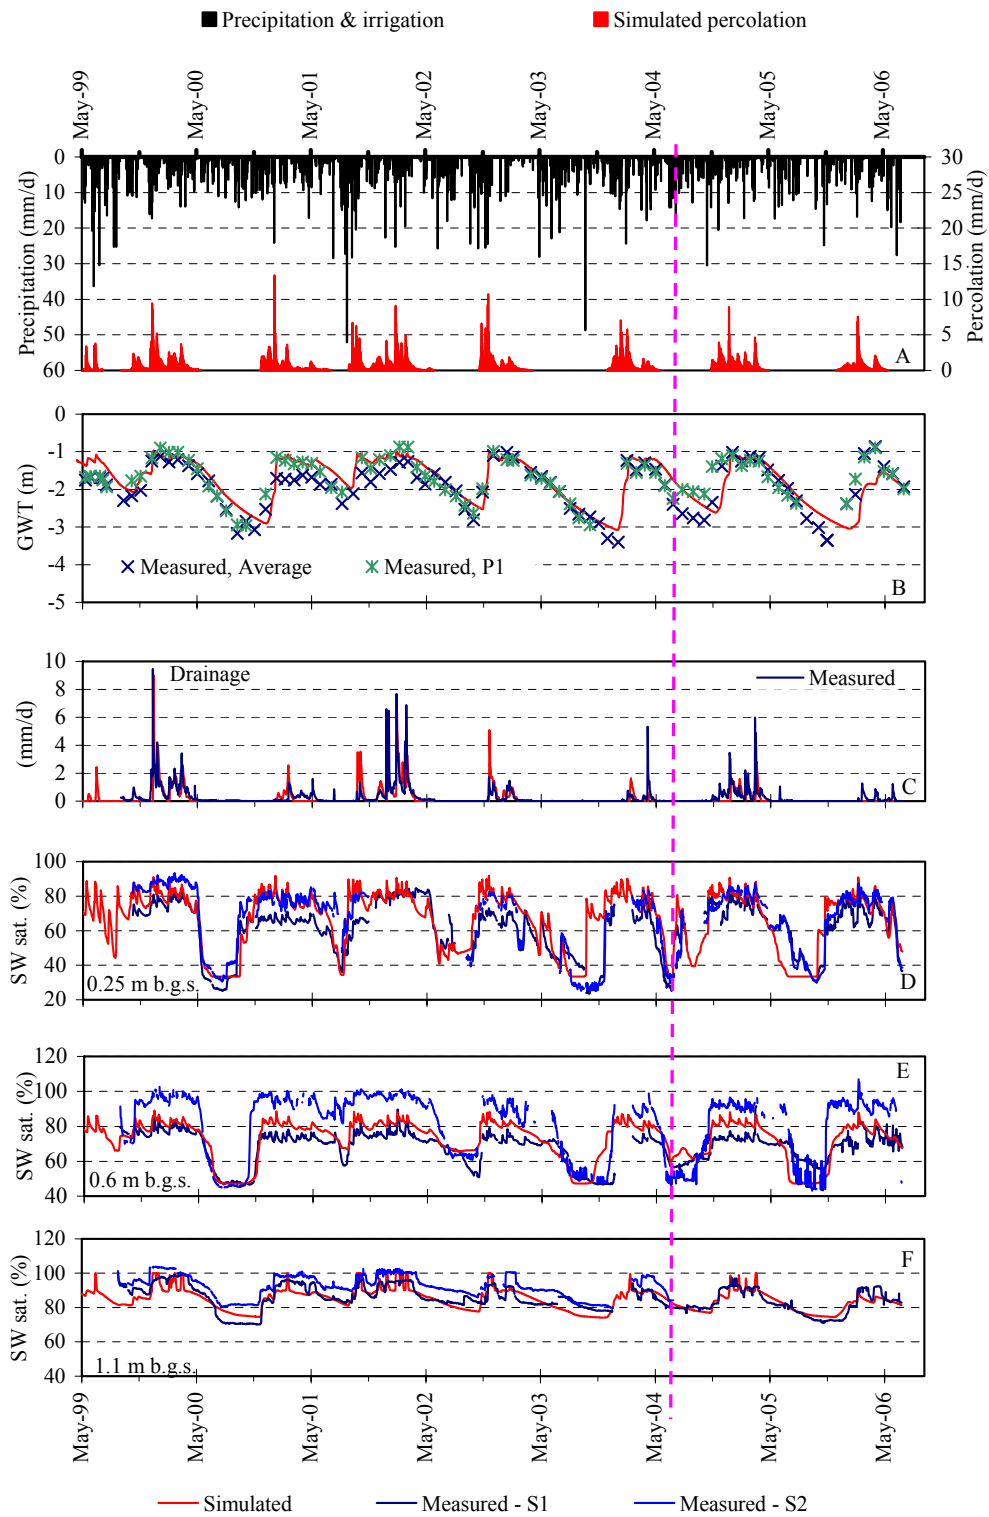 Precipitation & irrigation Simulated percolation
May-99 May-00 May-01 May-02 May-03 May-04 May-05 May-06
Precipitation (mm/d)
0
10
20
30
40
50
60
30
25
20
15
10
5
0
Percolation (mm/d)
A
GWT (m)
0
-1
-2
-3
-4
-5
Measured, Average Measured, P1
B
(mm/d)
10
8
6
4
2
0
Drainage
Measured
C
SW sat. (%)
100
80
60
40
20
0.25 m b.g.s.
D
SW sat. (%)
120
100
80
60
40
0.6 m b.g.s.
E
SW sat. (%)
120
100
80
60
40
1.1 m b.g.s.
F
May-99 May-00 May-01 May-02 May-03 May-04 May-05 May-06
Simulated Measured - S1 Measured - S2